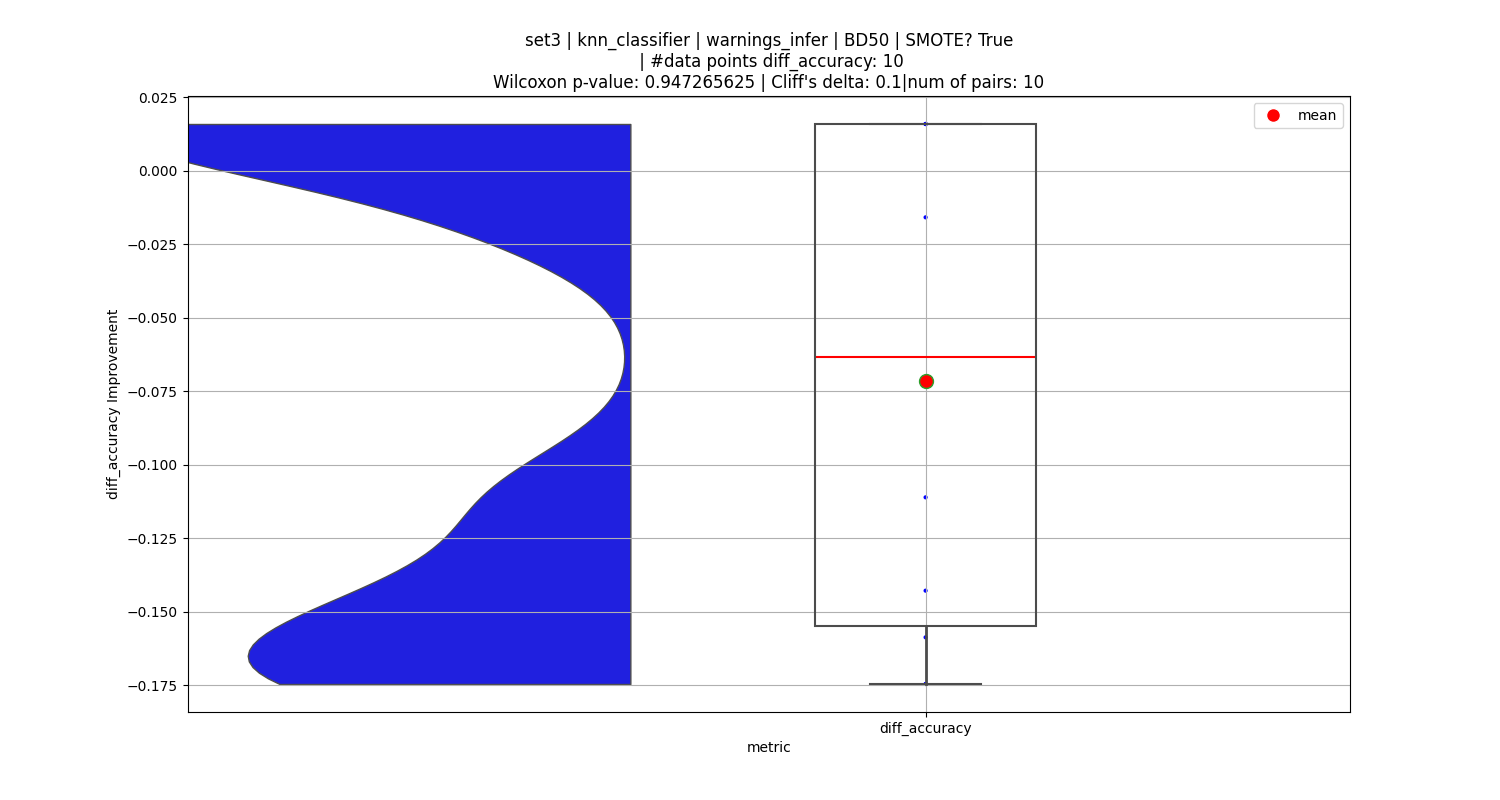 set3 | knn_classifier | warnings_infer | BD50 | SMOTE? True
| #data points diff_accuracy: 10
Wilcoxon p-value: 0.947265625 | Cliff's delta: 0.1|num of pairs: 10
mean
0.025
0.000
−0.025
−0.050
−0.075
−0.100
−0.125
−0.150
−0.175
diff_accuracy Improvement
diff_accuracy
metric